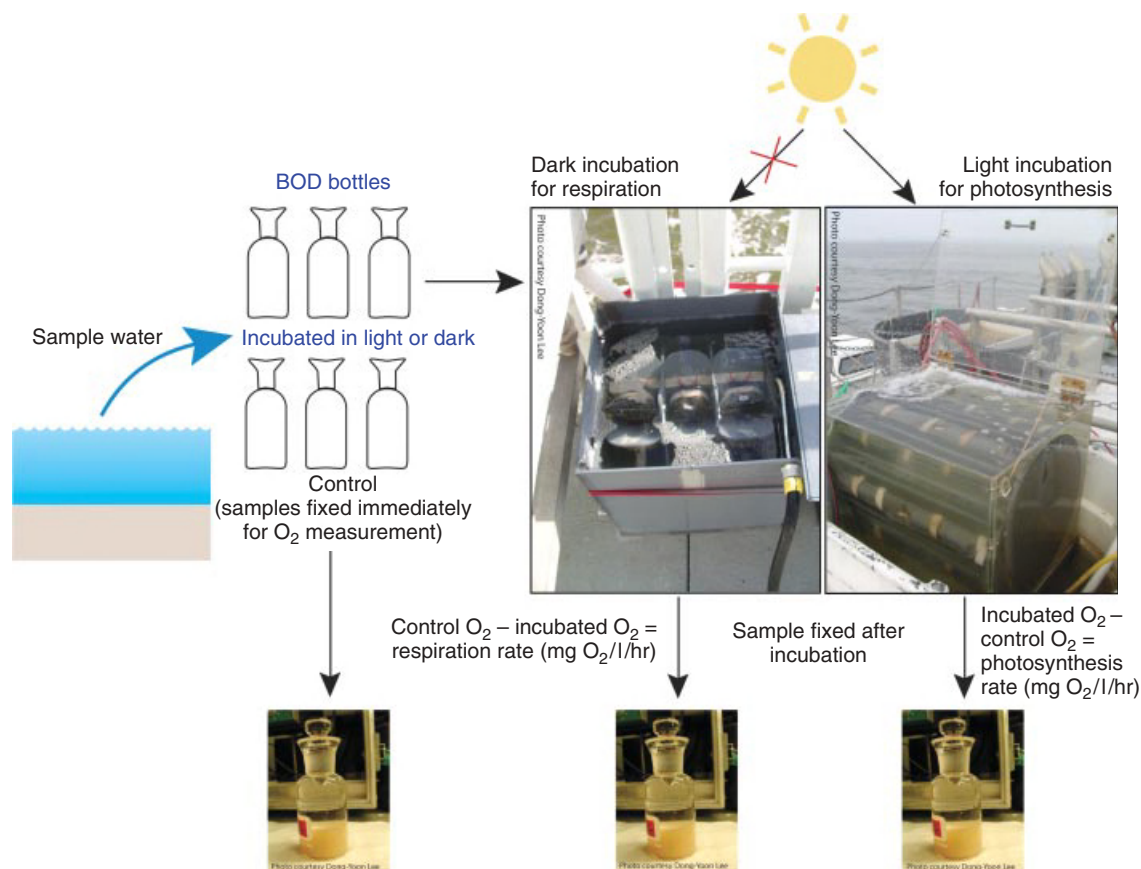 Dark incubation
for respiration
Light incubation
for photosynthesis
BOD bottles
Photo courtesy Dong-Yoon Lee
Photo courtesy Dong-Yoon Lee
Sample water
Incubated in light or dark
Control
(samples fixed immediately
for O₂ measurement)
Control O₂ – incubated O₂ =
respiration rate (mg O₂/l/hr)
Sample fixed after
incubation
Incubated O₂ –
control O₂ =
photosynthesis
rate (mg O₂/l/hr)
Photo courtesy Dong-Yoon Lee
Photo courtesy Dong-Yoon Lee
Photo courtesy Dong-Yoon Lee